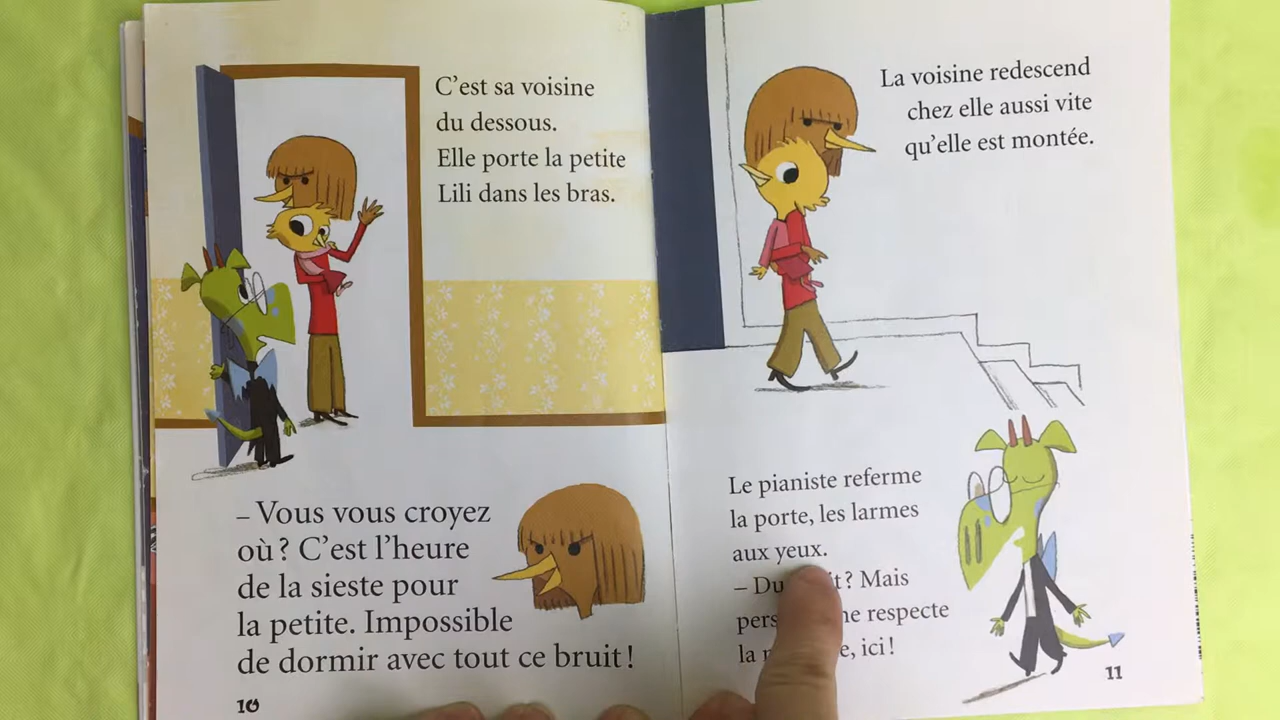 C'est sa voisine
du dessous.
Elle porte la petite
Lili dans les bras.
– Vous vous croyez
où ? C'est l'heure
de la sieste pour
la petite. Impossible
de dormir avec tout ce bruit !
10
La voisine redescend
chez elle aussi vite
qu'elle est montée.
Le pianiste referme
la porte, les larmes
aux yeux.
– Du ? Mais
ne respecte
la ici !
11